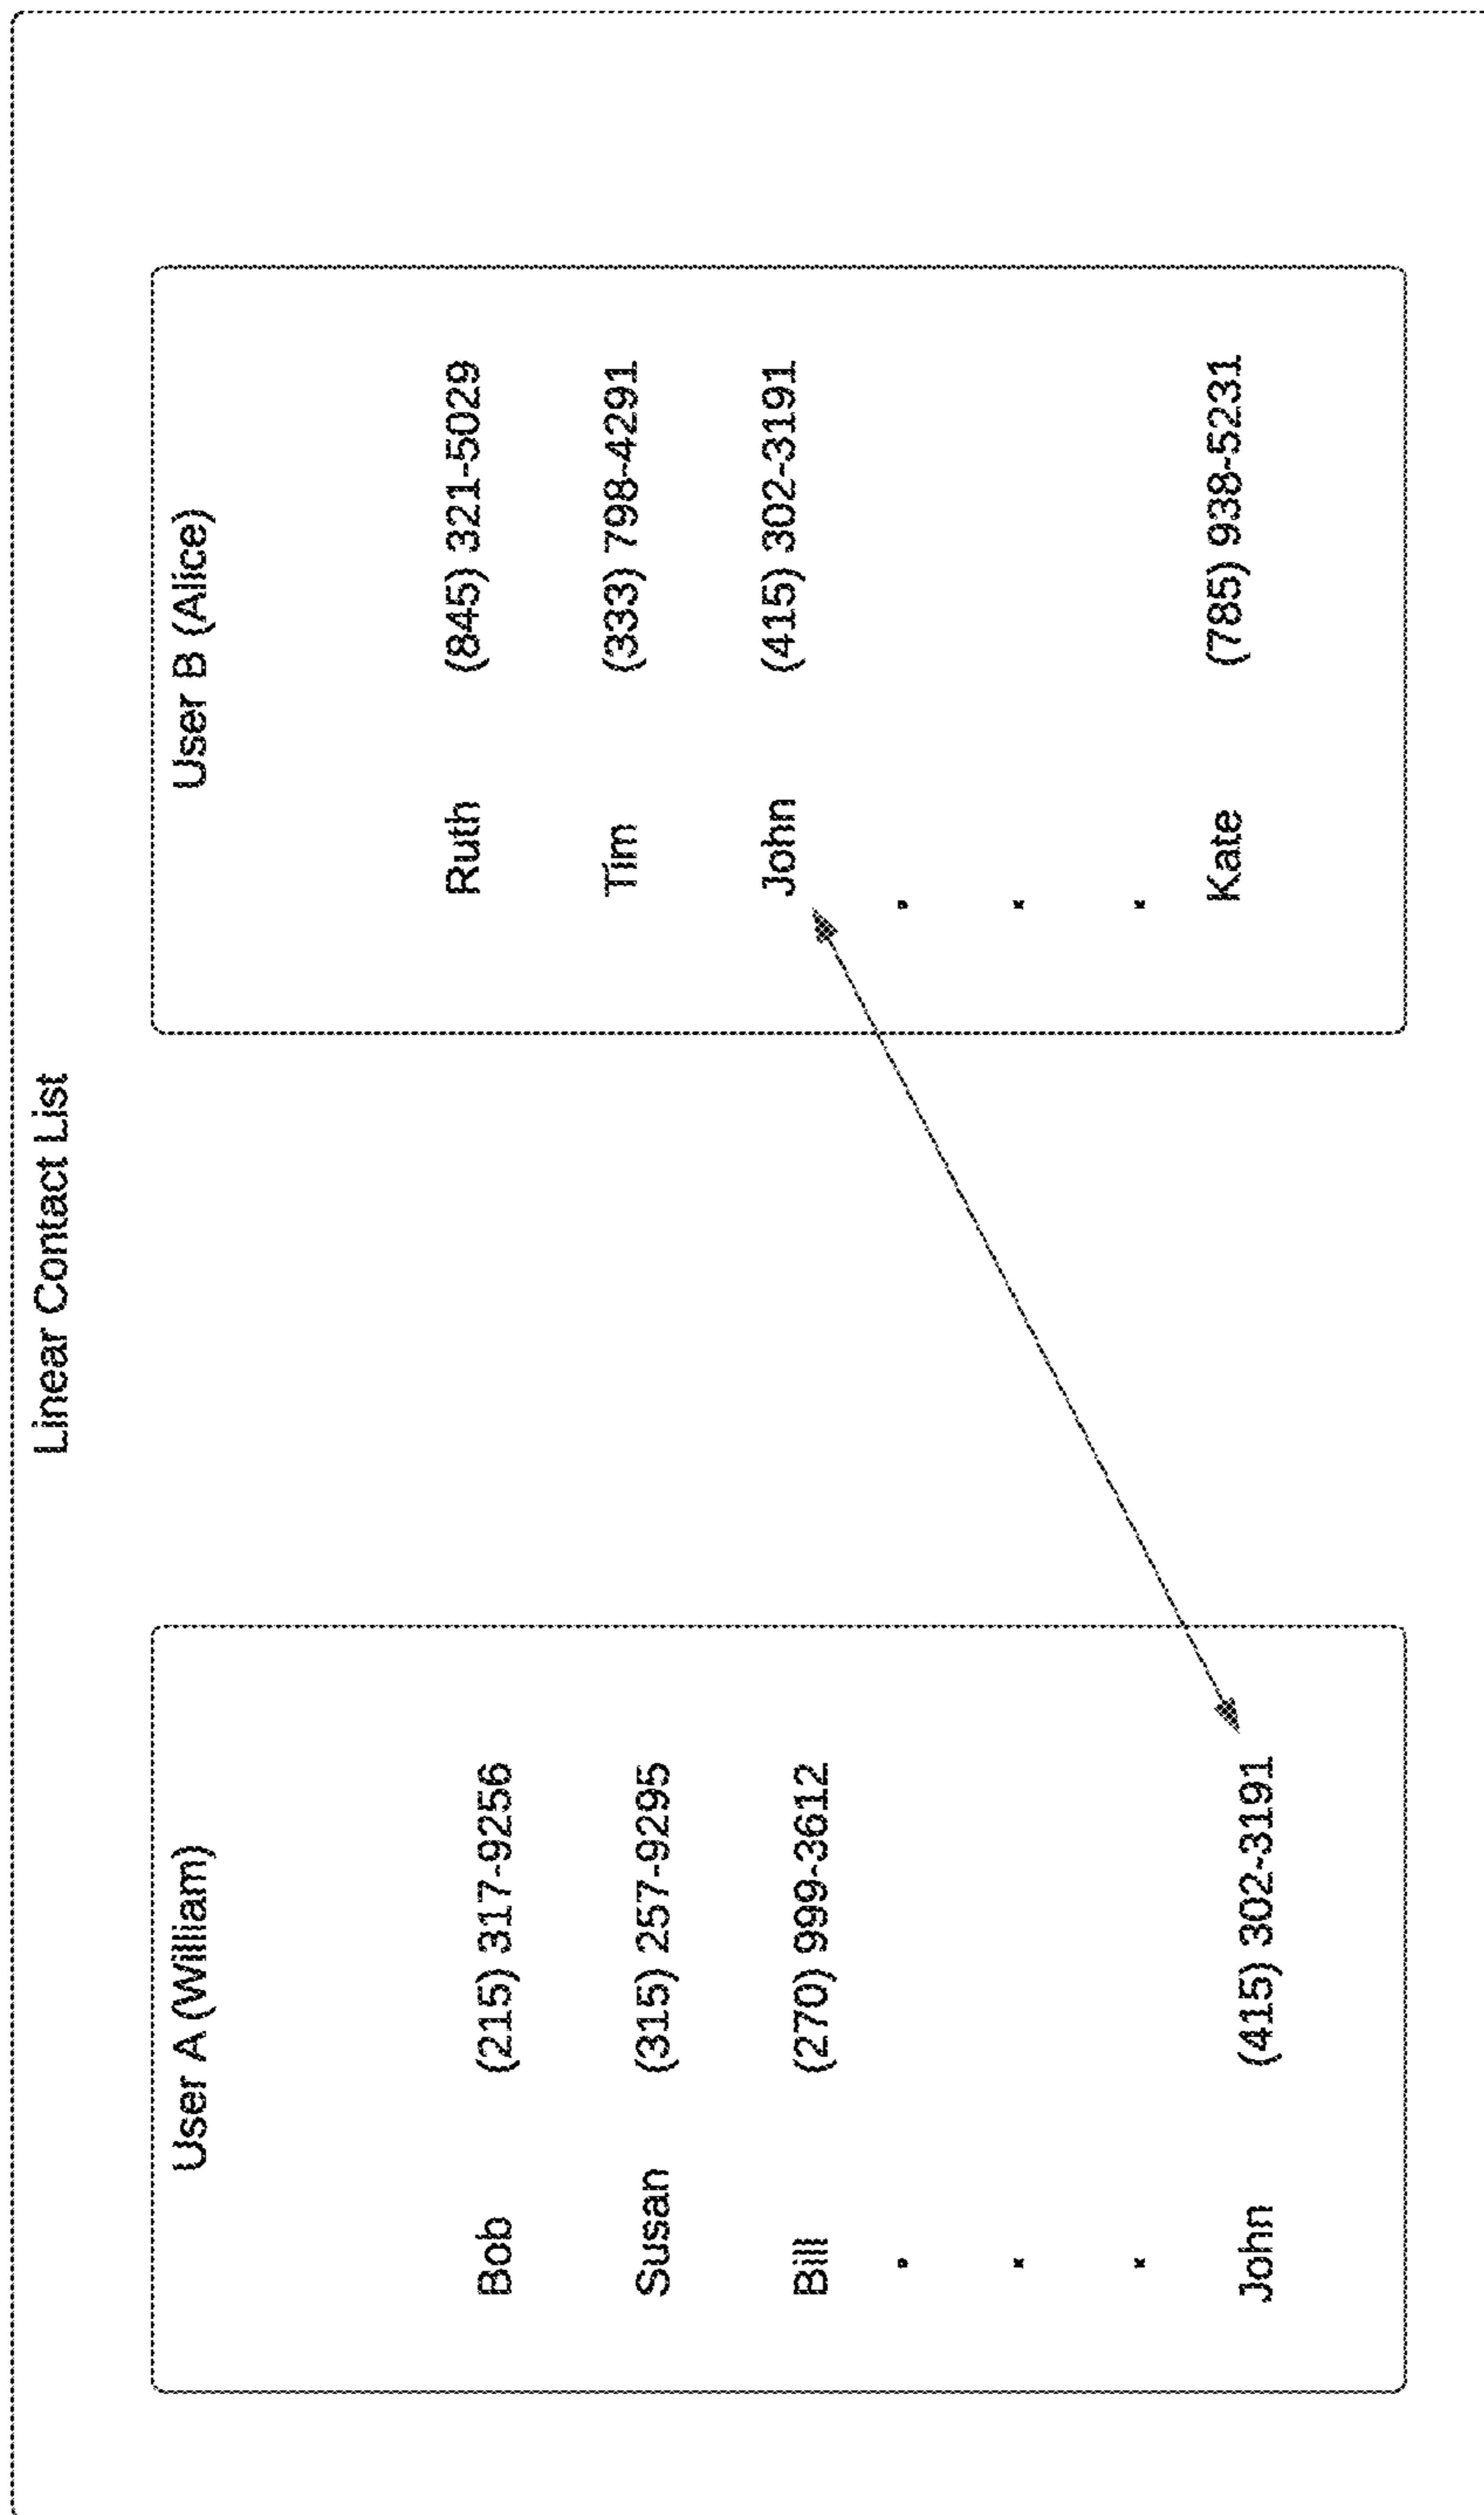 Linear Contact List
User A (William)
Bob (215) 317-9256
Susan (315) 257-9295
Bill (270) 999-3612
.
.
.
John (415) 302-3191
User B (Alice)
Ruth (845) 321-5029
Tim (333) 798-4291
John (415) 302-3191
.
.
.
Kate (785) 938-5231